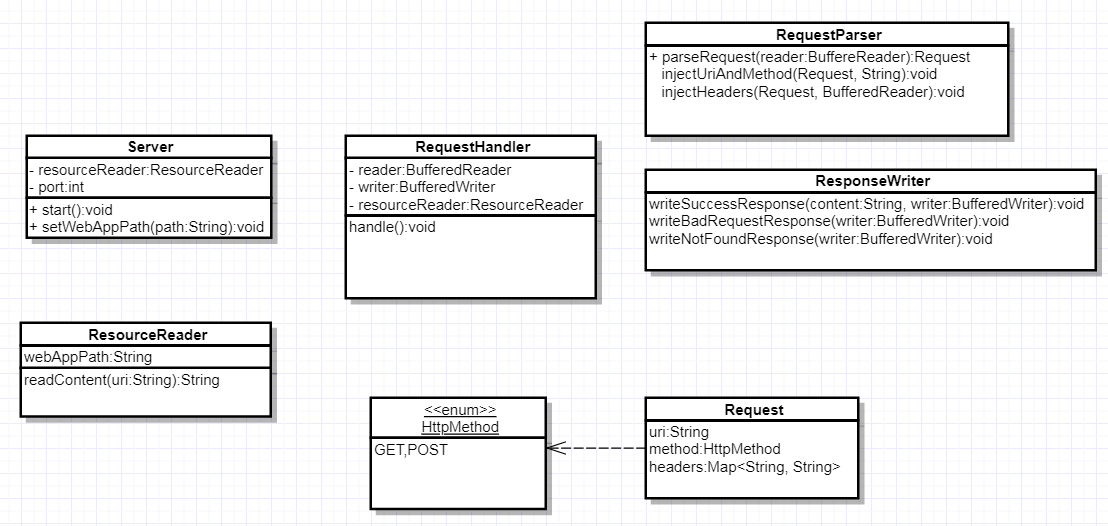 RequestParser
+ parseRequest(reader:BuffereReader):Request
injectUriAndMethod(Request, String):void
injectHeaders(Request, BufferedReader):void
Server
- resourceReader:ResourceReader
- port:int
+ start():void
+ setWebAppPath(path:String):void
RequestHandler
- reader:BufferedReader
- writer:BufferedWriter
- resourceReader:ResourceReader
handle():void
ResponseWriter
writeSuccessResponse(content:String, writer:BufferedWriter):void
writeBadRequestResponse(writer:BufferedWriter):void
writeNotFoundResponse(writer:BufferedWriter):void
ResourceReader
webAppPath:String
readContent(uri:String):String
<<enum>>
HttpMethod
GET,POST
Request
uri:String
method:HttpMethod
headers:Map<String, String>